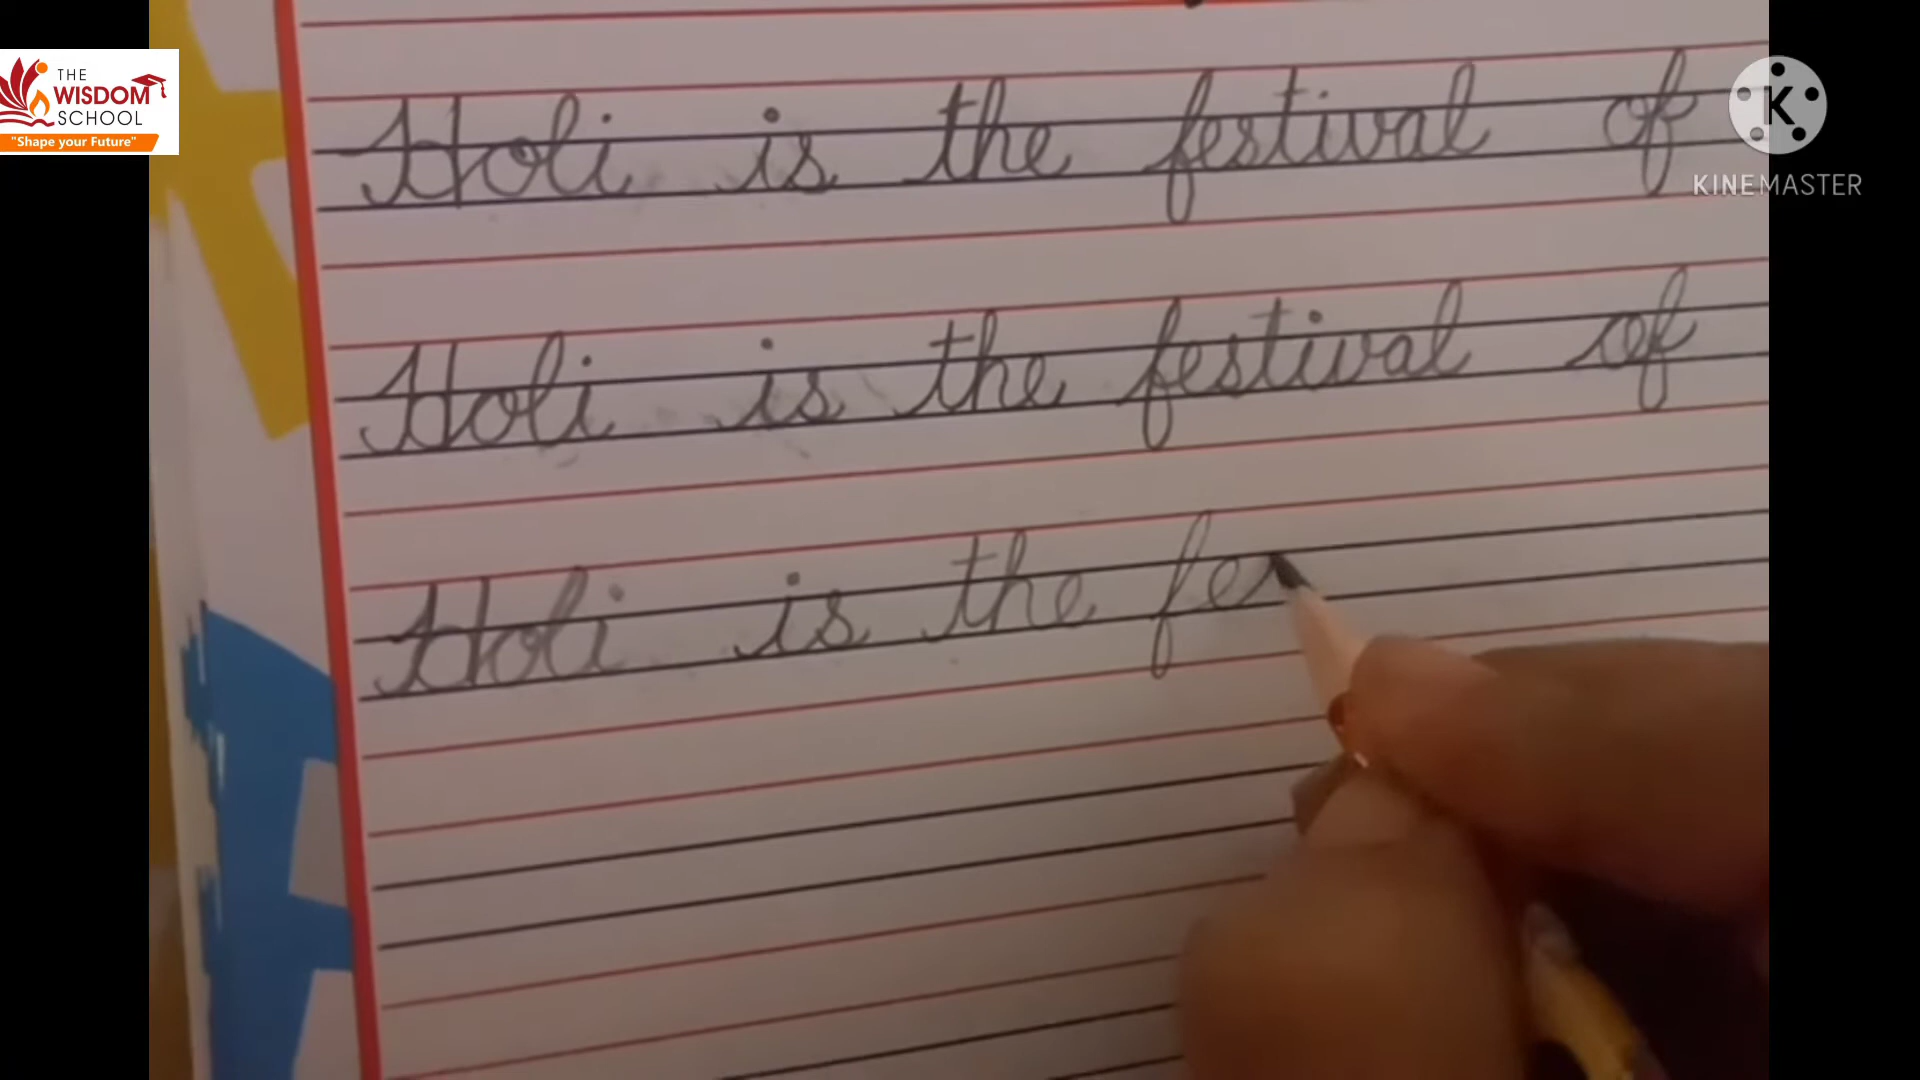 THE
WISDOM
SCHOOL
"Shape your Future"
Holi is the festival of
KINEMASTER
Holi is the festival of
Holi is the fes